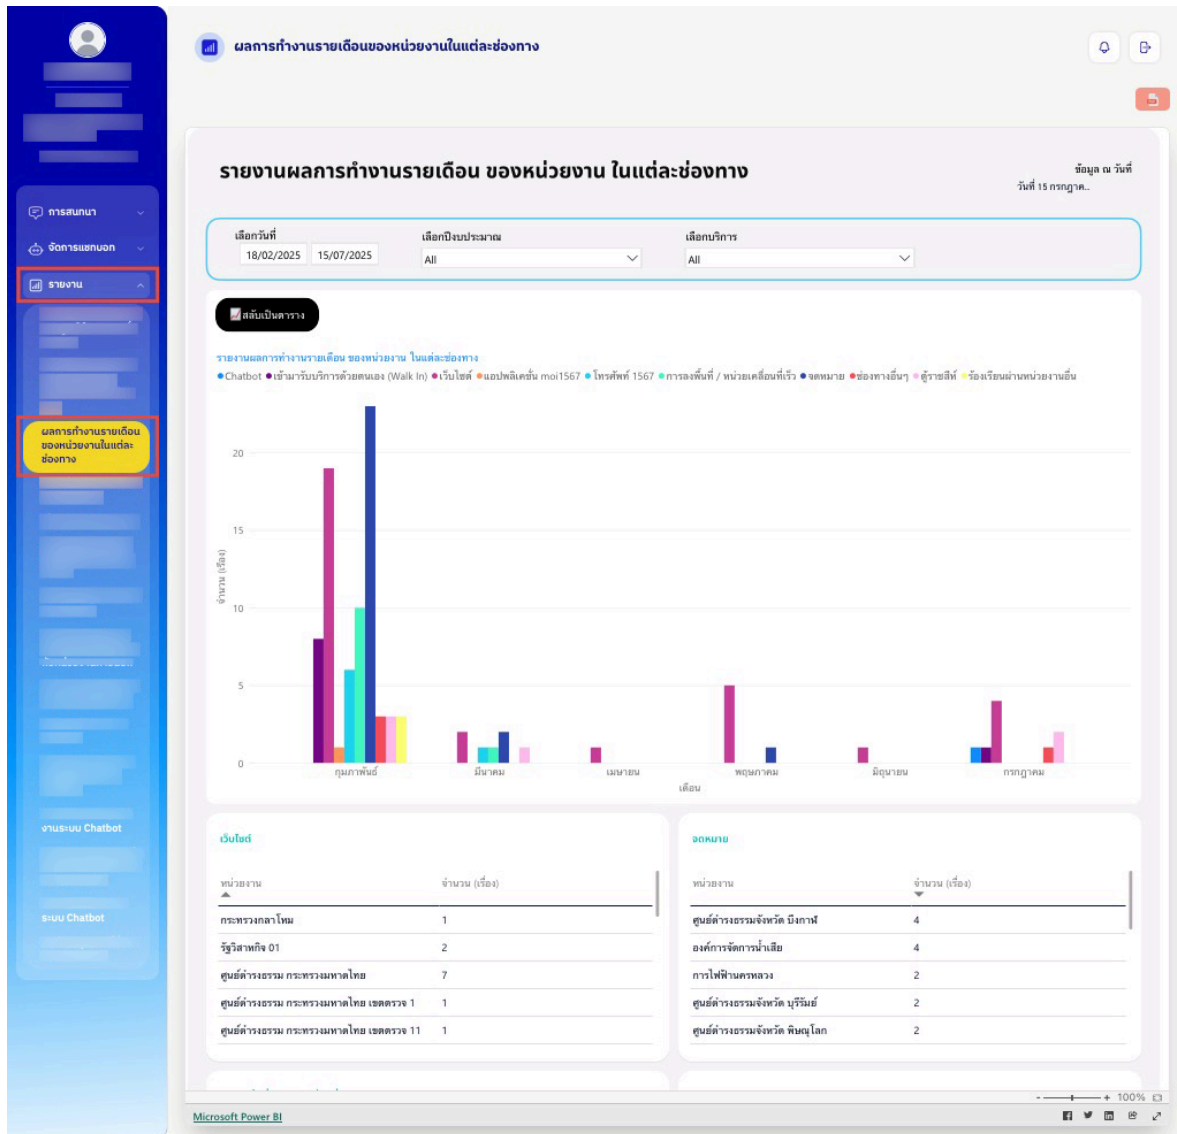 ผลการทำงานรายเดือนของหน่วยงานในแต่ละช่องทาง
การสนทนา
จัดการแชทบอท
รายงาน
ผลการทำงานรายเดือน
ของหน่วยงานในแต่ละ
ช่องทาง
งานระบบ Chatbot
ระบบ Chatbot
รายงานผลการทำงานรายเดือน ของหน่วยงาน ในแต่ละช่องทาง
ข้อมูล ณ วันที่
วันที่ 15 กรกฎาค..
เลือกวันที่
18/02/2025 15/07/2025
เลือกปีงบประมาณ
All
เลือกบริการ
All
สลับเป็นตาราง
รายงานผลการทำงานรายเดือน ของหน่วยงาน ในแต่ละช่องทาง
Chatbot เข้ามารับบริการด้วยตนเอง (Walk In) เว็บไซต์ แอปพลิเคชั่น moi1567 โทรศัพท์ 1567 การลงพื้นที่ / หน่วยเคลื่อนที่เร็ว จดหมาย ช่องทางอื่นๆ ตู้ราชสีห์ ร้องเรียนผ่านหน่วยงานอื่น
จำนวน (เรื่อง)
20
15
10
5
0
กุมภาพันธ์ มีนาคม เมษายน พฤษภาคม มิถุนายน กรกฎาคม
เดือน
เว็บไซต์
หน่วยงาน จำนวน (เรื่อง)
กระทรวงกลาโหม 1
รัฐวิสาหกิจ 01 2
ศูนย์ดำรงธรรม กระทรวงมหาดไทย 7
ศูนย์ดำรงธรรม กระทรวงมหาดไทย เขตตรวจ 1 1
ศูนย์ดำรงธรรม กระทรวงมหาดไทย เขตตรวจ 11 1
จดหมาย
หน่วยงาน จำนวน (เรื่อง)
ศูนย์ดำรงธรรมจังหวัด บึงกาฬ 4
องค์การจัดการน้ำเสีย 4
การไฟฟ้านครหลวง 2
ศูนย์ดำรงธรรมจังหวัด บุรีรัมย์ 2
ศูนย์ดำรงธรรมจังหวัด พิษณุโลก 2
- + 100%
Microsoft Power BI